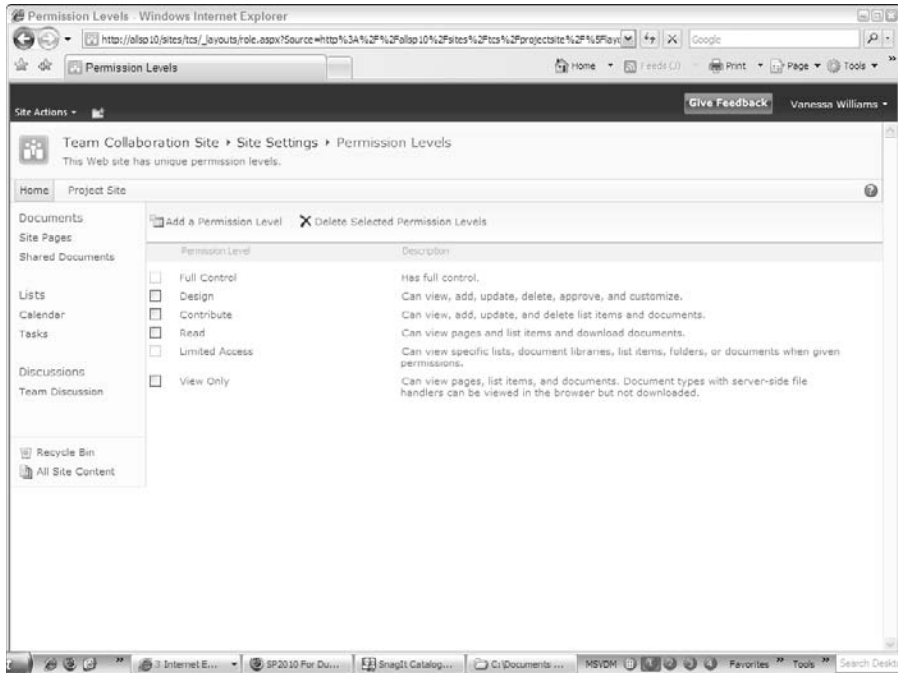 Permission Levels - Windows Internet Explorer
http://allsp10/sites/tcs/_layouts/role.aspx?Source=http%3A%2F%2Fallsp10%2Fsites%2Ftcs%2Fprojectsite%2F%5Flayo
Google
Permission Levels
Home
Feeds (J)
Print
Page
Tools
Site Actions
Give Feedback
Vanessa Williams
Team Collaboration Site Site Settings Permission Levels
This Web site has unique permission levels.
Home Project Site
Documents
Site Pages
Shared Documents
Lists
Calendar
Tasks
Discussions
Team Discussion
Recycle Bin
All Site Content
Add a Permission Level Delete Selected Permission Levels
Permission Level Description
Full Control Has full control.
Design Can view, add, update, delete, approve, and customize.
Contribute Can view, add, update, and delete list items and documents.
Read Can view pages and list items and download documents.
Limited Access Can view specific lists, document libraries, list items, folders, or documents when given
permissions.
View Only Can view pages, list items, and documents. Document types with server-side file
handlers can be viewed in the browser but not downloaded.
3 Internet E...
SP2010 For Du...
SnagIt Catalog...
C:\Documents ...
MSVDM
1 2 3 4
Favorites
Tools
Search Deskt